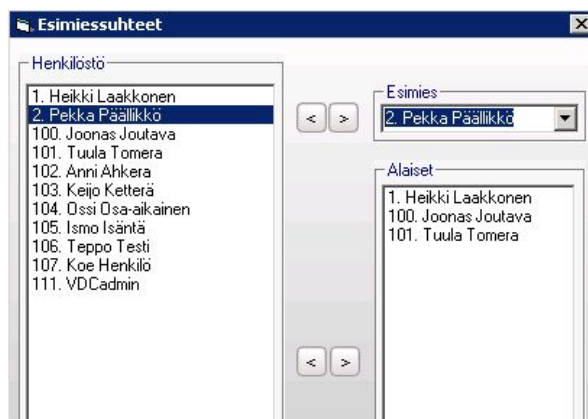 Esimiessuhteet
Henkilöstö
1. Heikki Laakkonen
2. Pekka Päällikkö
100. Joonas Joutava
101. Tuula Tomera
102. Anni Ahkera
103. Keijo Ketterä
104. Ossi Osa-aikainen
105. Ismo Isäntä
106. Teppo Testi
107. Koe Henkilö
111. VDCadmin
< >
Esimies
2. Pekka Päällikkö
Alaiset
1. Heikki Laakkonen
100. Joonas Joutava
101. Tuula Tomera
< >